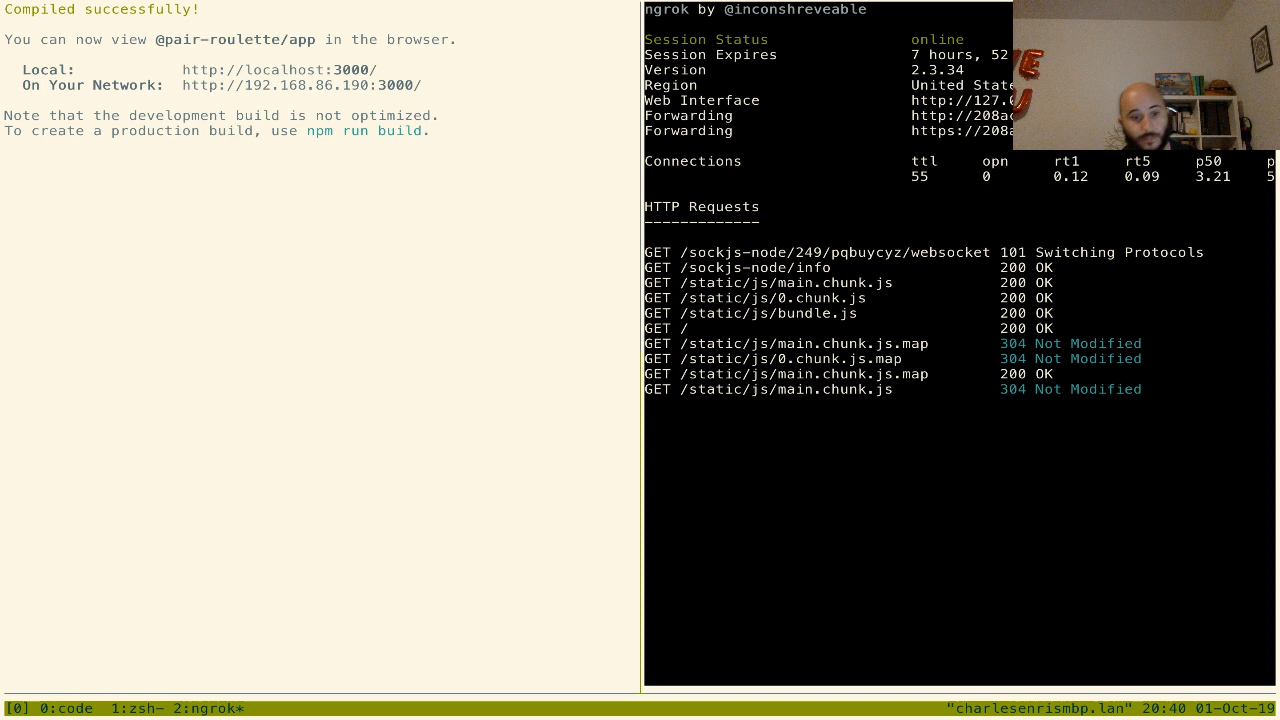 Compiled successfully!
You can now view @pair-roulette/app in the browser.
Local: http://localhost:3000/
On Your Network: http://192.168.86.190:3000/
Note that the development build is not optimized.
To create a production build, use npm run build.
ngrok by @inconshreveable
Session Status online
Session Expires 7 hours, 52
Version 2.3.34
Region United State
Web Interface http://127.0
Forwarding http://208a
Forwarding https://208a
Connections ttl opn rt1 rt5 p50 p
55 0 0.12 0.09 3.21 5
HTTP Requests
-------------
GET /sockjs-node/249/pqbuycyz/websocket 101 Switching Protocols
GET /sockjs-node/info 200 OK
GET /static/js/main.chunk.js 200 OK
GET /static/js/0.chunk.js 200 OK
GET /static/js/bundle.js 200 OK
GET / 200 OK
GET /static/js/main.chunk.js.map 304 Not Modified
GET /static/js/0.chunk.js.map 304 Not Modified
GET /static/js/main.chunk.js.map 200 OK
GET /static/js/main.chunk.js 304 Not Modified
[0] 0:code 1:zsh- 2:ngrok* "charlesenrismbp.lan" 20:40 01-Oct-19